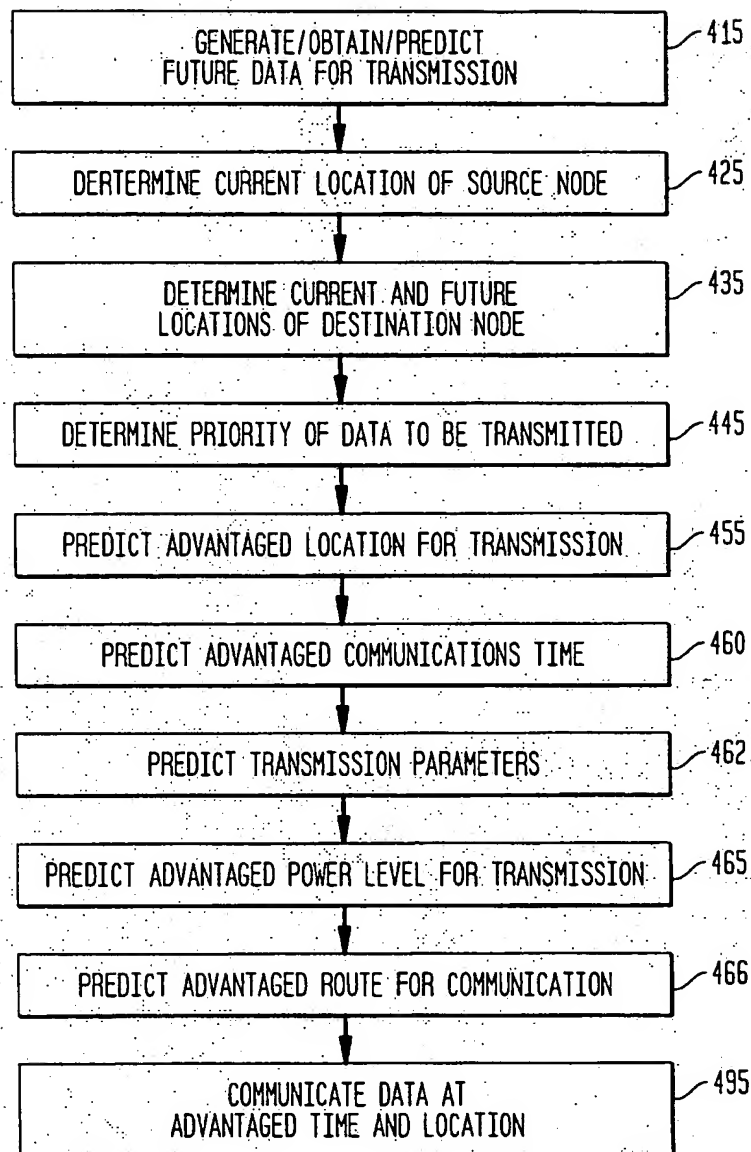 GENERATE/OBTAIN/PREDICT
FUTURE DATA FOR TRANSMISSION
415
DERTERMINE CURRENT LOCATION OF SOURCE NODE
425
DETERMINE CURRENT AND FUTURE
LOCATIONS OF DESTINATION NODE
435
DETERMINE PRIORITY OF DATA TO BE TRANSMITTED
445
PREDICT ADVANTAGED LOCATION FOR TRANSMISSION
455
PREDICT ADVANTAGED COMMUNICATIONS TIME
460
PREDICT TRANSMISSION PARAMETERS
462
PREDICT ADVANTAGED POWER LEVEL FOR TRANSMISSION
465
PREDICT ADVANTAGED ROUTE FOR COMMUNICATION
466
COMMUNICATE DATA AT
ADVANTAGED TIME AND LOCATION
495